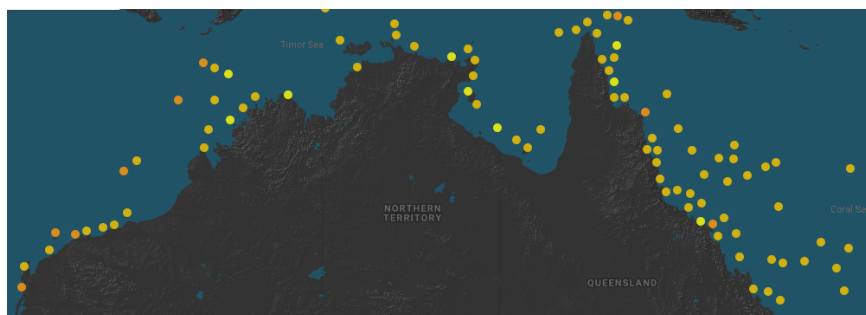 Timor Sea
NORTHERN
TERRITORY
Coral Se
QUEENSLAND